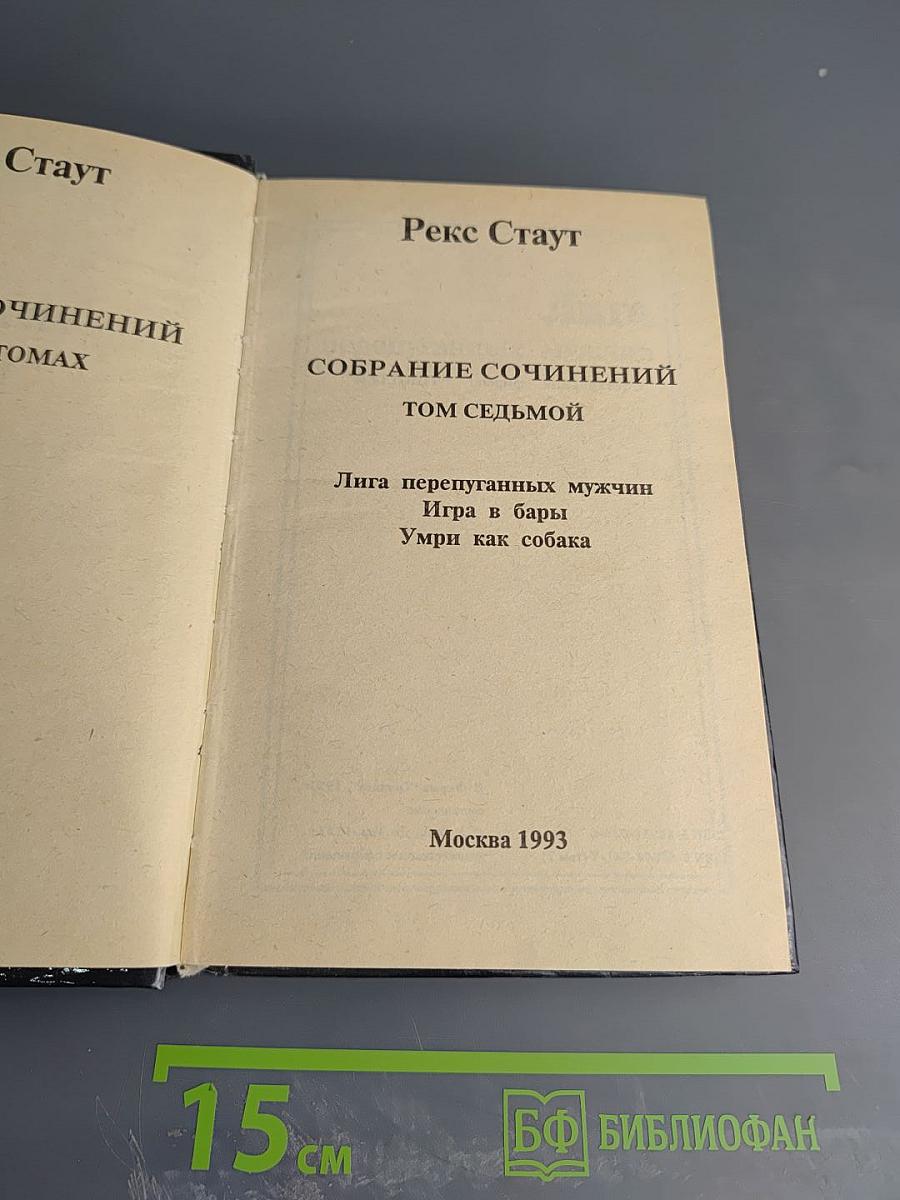 Стаут
ОЧИНЕНИЙ
ТОМАХ
Рекс Стаут
СОБРАНИЕ СОЧИНЕНИЙ
ТОМ СЕДЬМОЙ
Лига перепуганных мужчин
Игра в бары
Умри как собака
Москва 1993
15 см
БФ БИБЛИОФАН